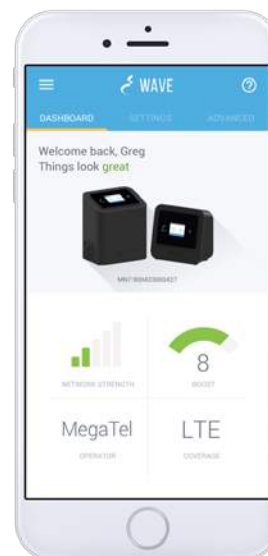 WAVE
DASHBOARD
SETTINGS
ADVANCED
Welcome back, Greg
Things look great
NETWORK STRENGTH
8
BOOST
MegaTel
OPERATOR
LTE
COVERAGE